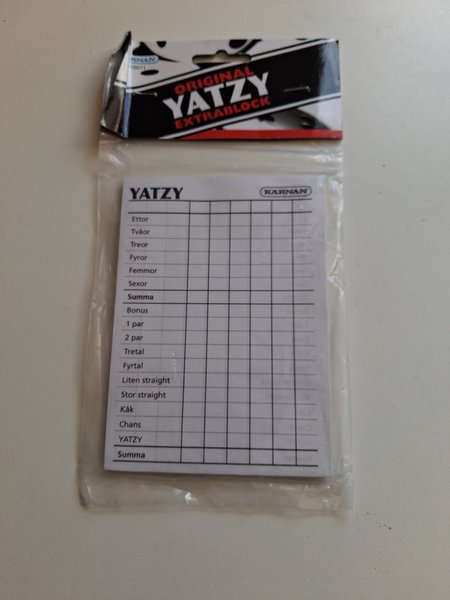 ORIGINAL
YATZY
EXTRABLOCK
YATZY KÄRNAN
Ettor
Tvåor
Treor
Fyror
Femmor
Sexor
Summa
Bonus
1 par
2 par
Tretal
Fyrtal
Liten straight
Stor straight
Kåk
Chans
YATZY
Summa